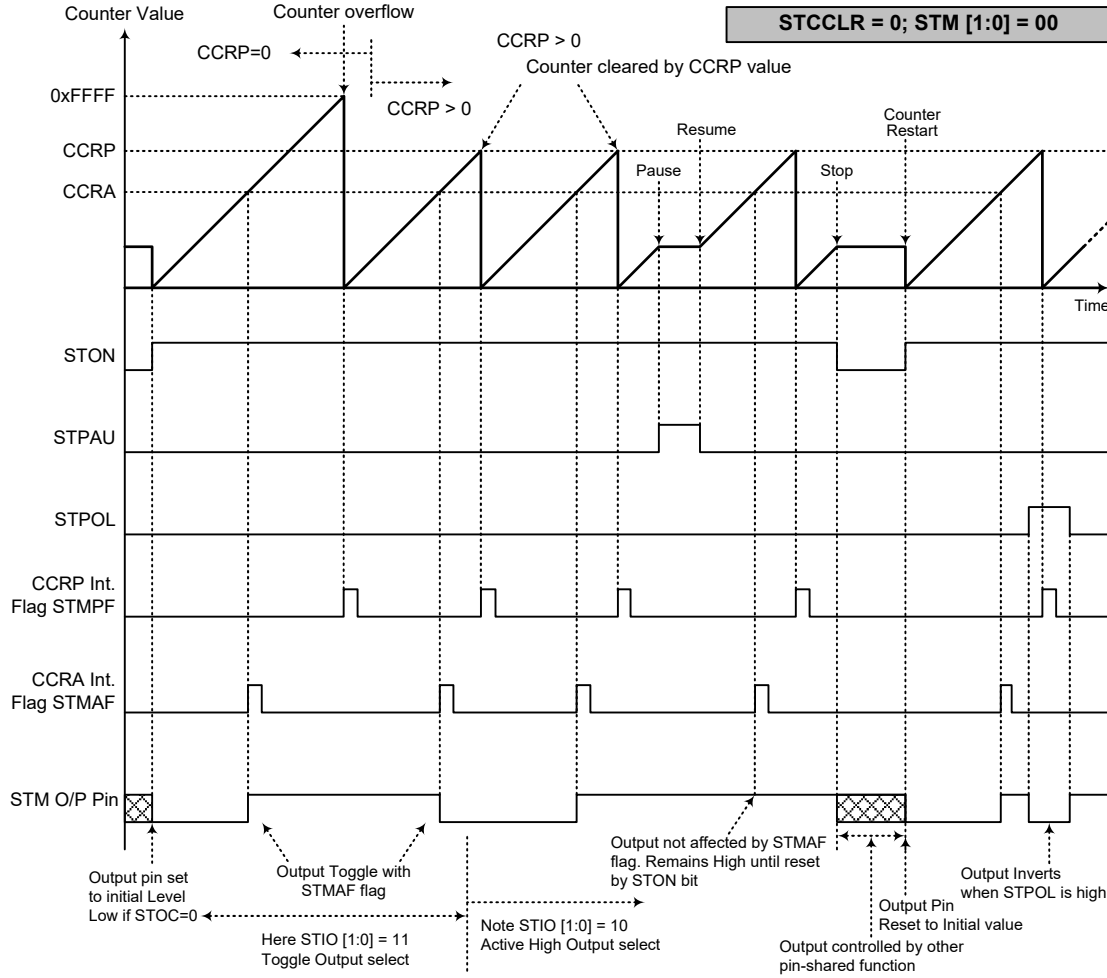 Counter Value
Counter overflow
STCCLR = 0; STM [1:0] = 00
CCRP=0
CCRP > 0
CCRP > 0
Counter cleared by CCRP value
0xFFFF
CCRP
CCRA
Pause
Resume
Stop
Counter
Restart
Time
STON
STPAU
STPOL
CCRP Int.
Flag STMPF
CCRA Int.
Flag STMAF
STM O/P Pin
Output pin set
to initial Level
Low if STOC=0
Output Toggle with
STMAF flag
Here STIO [1:0] = 11
Toggle Output select
Note STIO [1:0] = 10
Active High Output select
Output not affected by STMAF
flag. Remains High until reset
by STON bit
Output controlled by other
pin-shared function
Output Pin
Reset to Initial value
Output Inverts
when STPOL is high